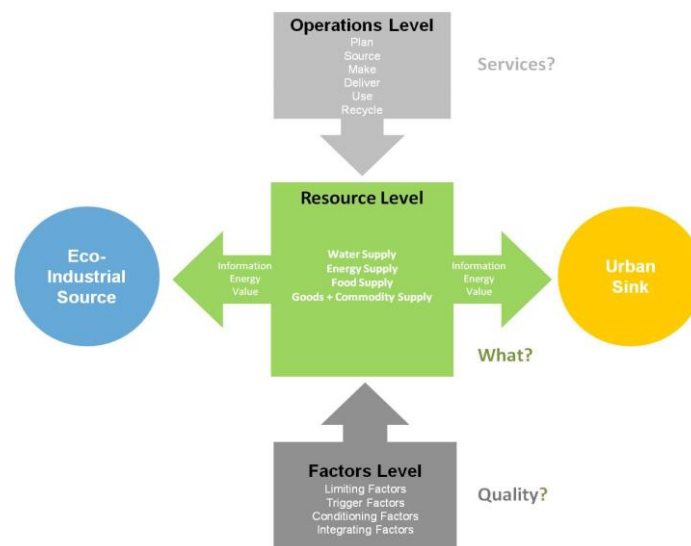 Operations Level
Plan
Source
Make
Deliver
Use
Recycle
Services?
Resource Level
Eco-
Industrial
Source
Information
Energy
Value
Water Supply
Energy Supply
Food Supply
Goods + Commodity Supply
Information
Energy
Value
Urban
Sink
What?
Factors Level
Limiting Factors
Trigger Factors
Conditioning Factors
Integrating Factors
Quality?